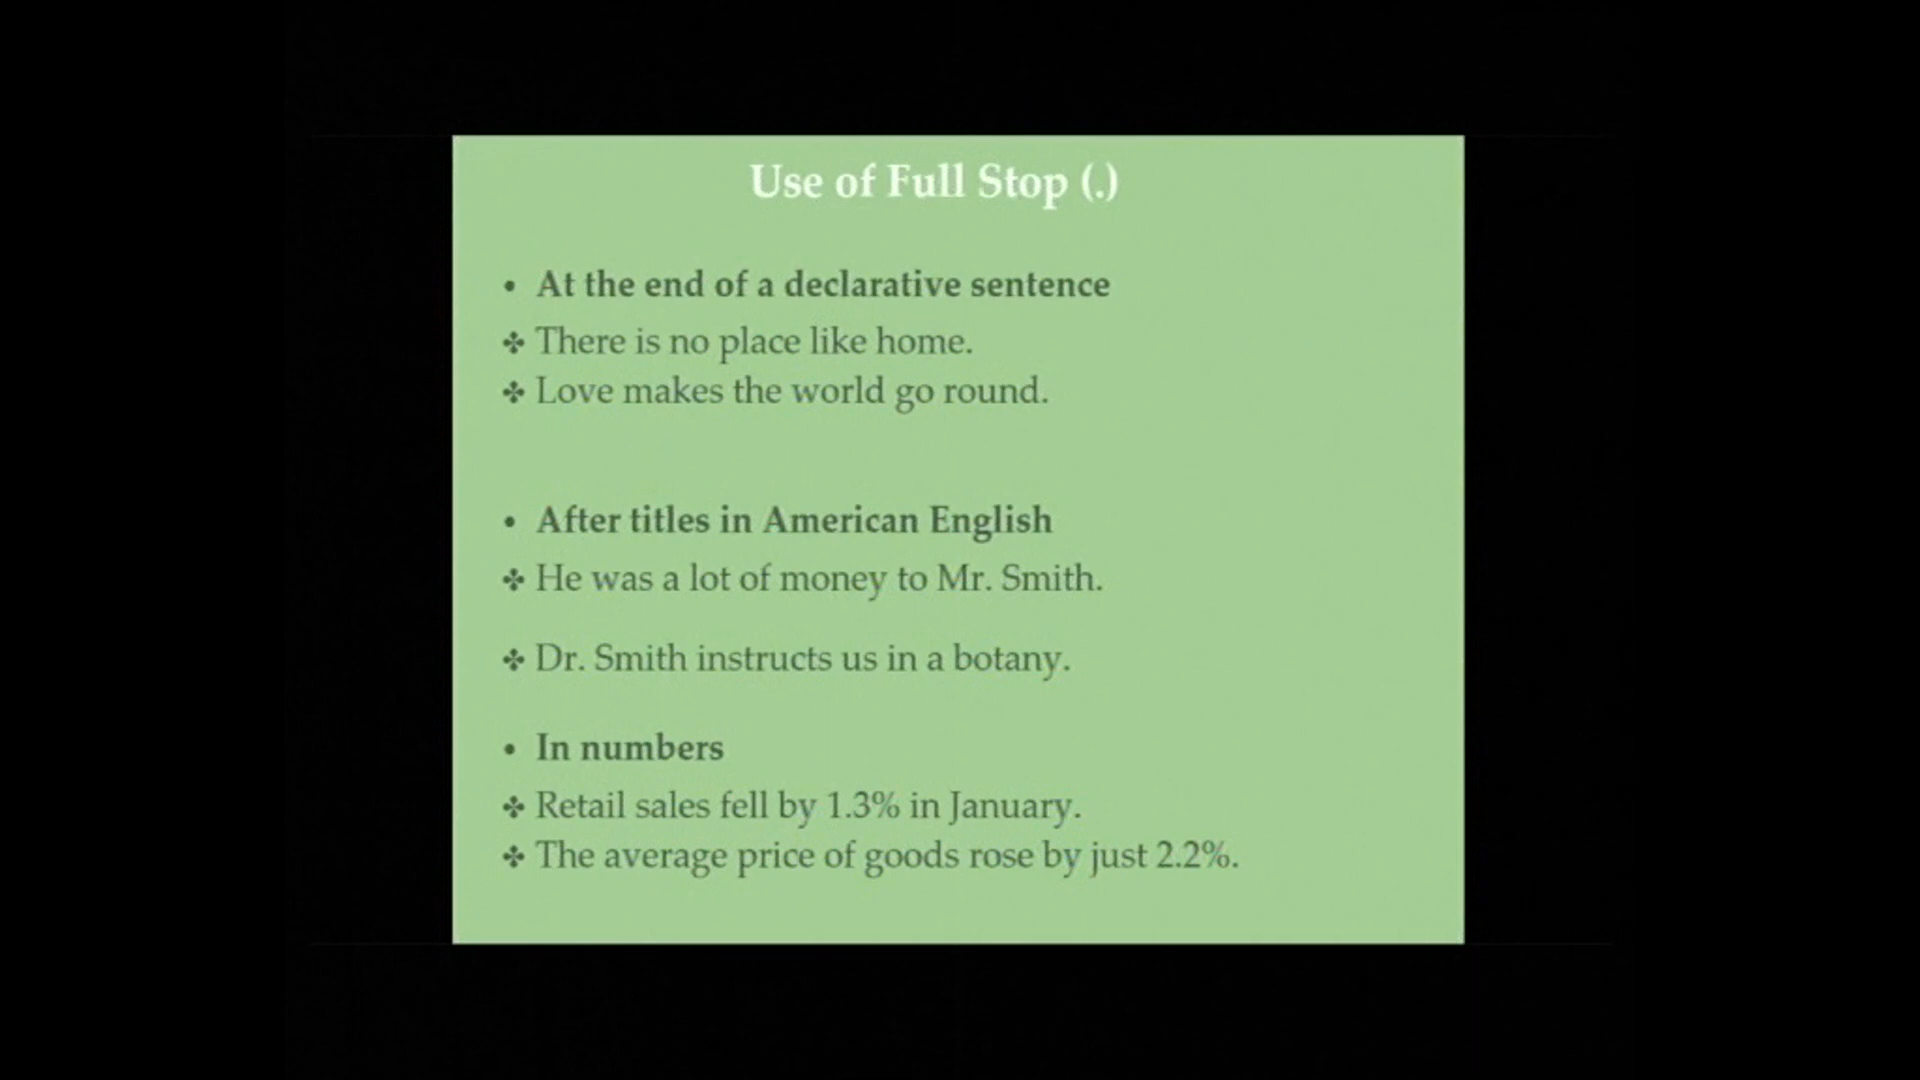 Use of Full Stop (.)
• At the end of a declarative sentence
✤ There is no place like home.
✤ Love makes the world go round.
• After titles in American English
✤ He was a lot of money to Mr. Smith.
✤ Dr. Smith instructs us in a botany.
• In numbers
✤ Retail sales fell by 1.3% in January.
✤ The average price of goods rose by just 2.2%.